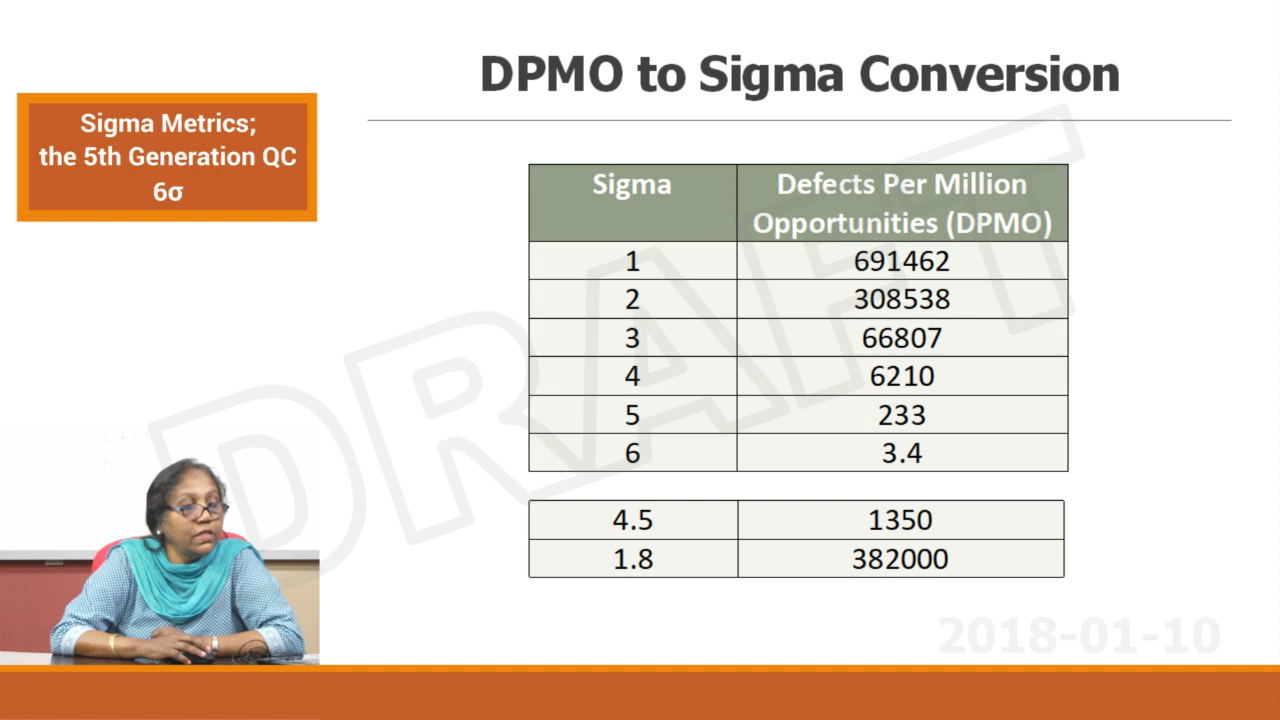 DPMO to Sigma Conversion
Sigma Metrics;
the 5th Generation QC
6σ
Sigma
Defects Per Million
Opportunities (DPMO)
1 691462
2 308538
3 66807
4 6210
5 233
6 3.4
4.5 1350
1.8 382000
DRAFT
2018-01-10